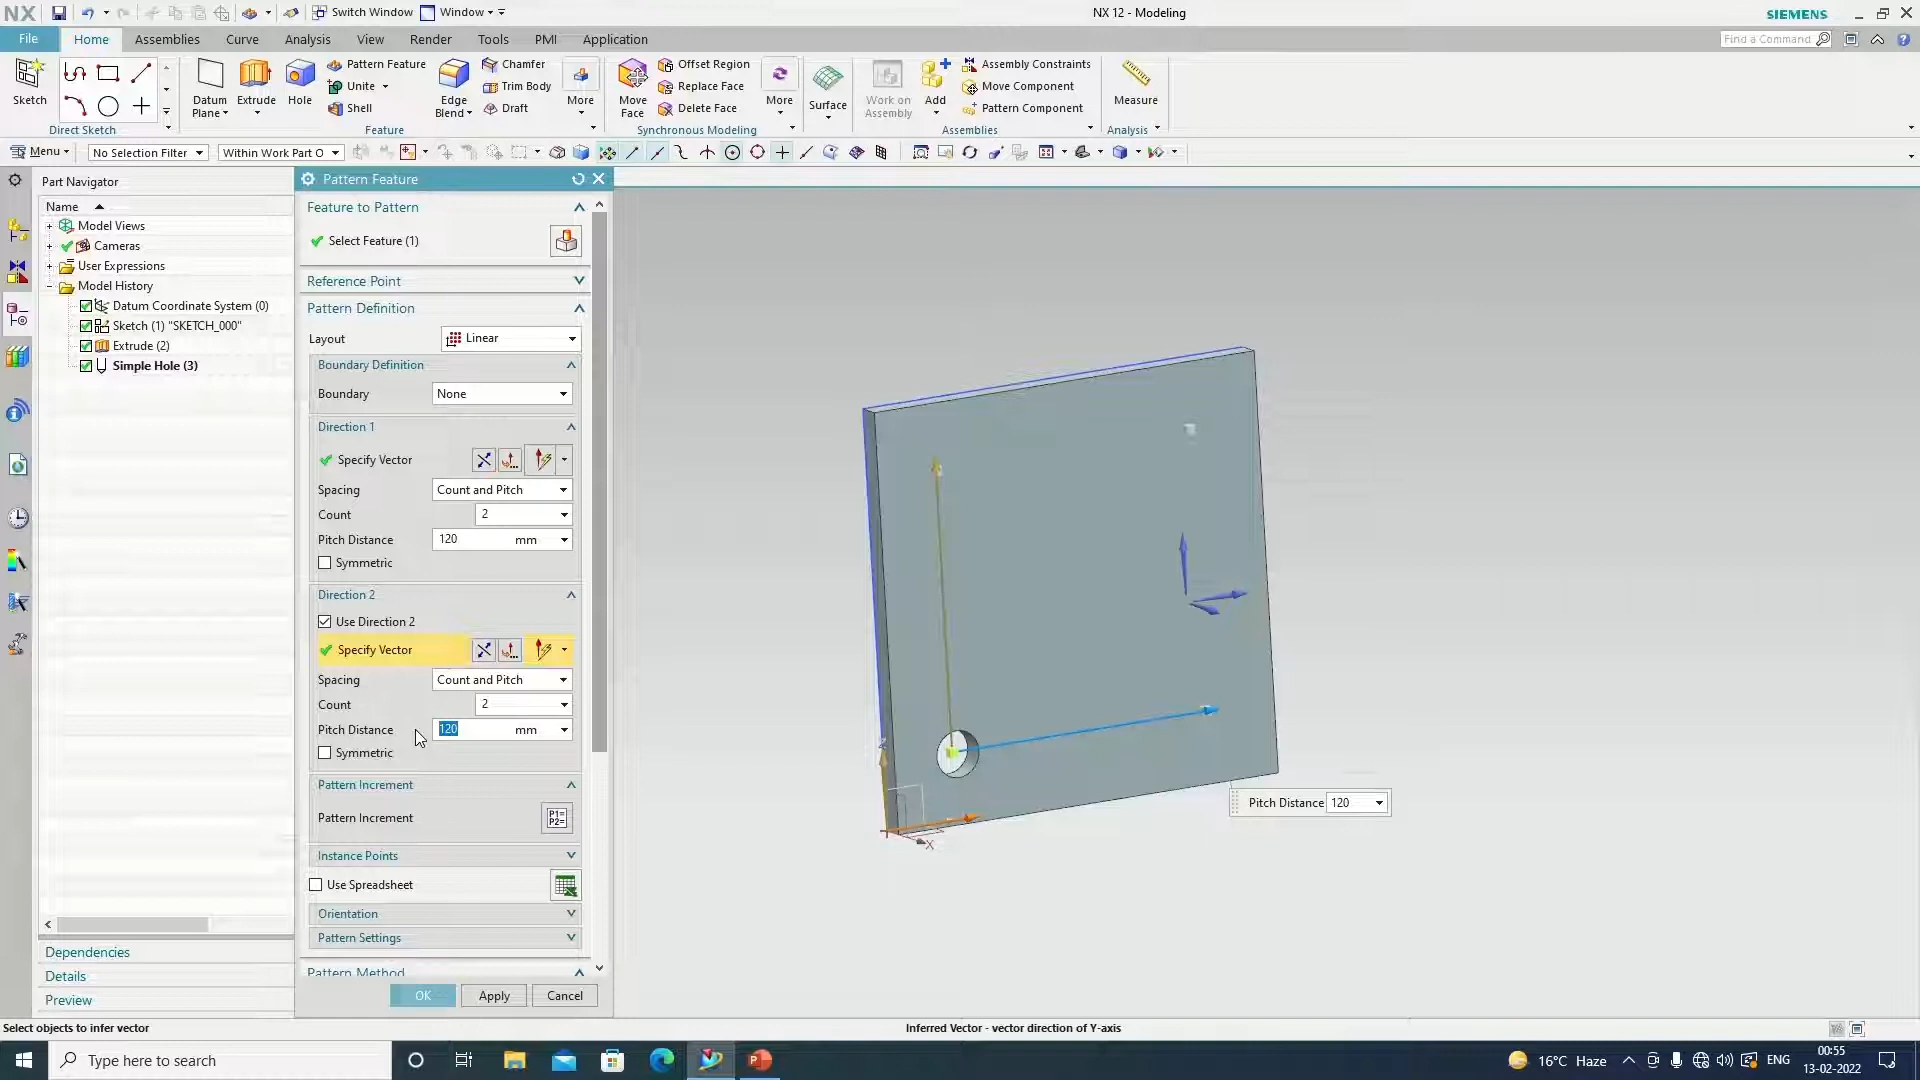 NX
Switch Window
Window
NX 12 - Modeling
SIEMENS
File
Home
Assemblies
Curve
Analysis
View
Render
Tools
PMI
Application
Find a Command
Sketch
Direct Sketch
Datum
Plane
Extrude
Hole
Pattern Feature
Unite
Shell
Edge
Blend
Chamfer
Trim Body
Draft
More
Feature
Move
Face
Offset Region
Replace Face
Delete Face
More
Synchronous Modeling
Surface
Work on
Assembly
Add
Assembly Constraints
Move Component
Pattern Component
Assemblies
Measure
Analysis
Menu
No Selection Filter
Within Work Part O
Part Navigator
Name
Model Views
Cameras
User Expressions
Model History
Datum Coordinate System (0)
Sketch (1) "SKETCH_000"
Extrude (2)
Simple Hole (3)
Dependencies
Details
Preview
Pattern Feature
Feature to Pattern
Select Feature (1)
Reference Point
Pattern Definition
Layout
Linear
Boundary Definition
Boundary
None
Direction 1
Specify Vector
Spacing
Count and Pitch
Count
2
Pitch Distance
120
mm
Symmetric
Direction 2
Use Direction 2
Specify Vector
Spacing
Count and Pitch
Count
2
Pitch Distance
120
mm
Symmetric
Pattern Increment
Pattern Increment
P1=
P2=
Instance Points
Use Spreadsheet
Orientation
Pattern Settings
Pattern Method
OK
Apply
Cancel
X
Pitch Distance
120
Select objects to infer vector
Inferred Vector - vector direction of Y-axis
Type here to search
16°C Haze
ENG
00:55
13-02-2022